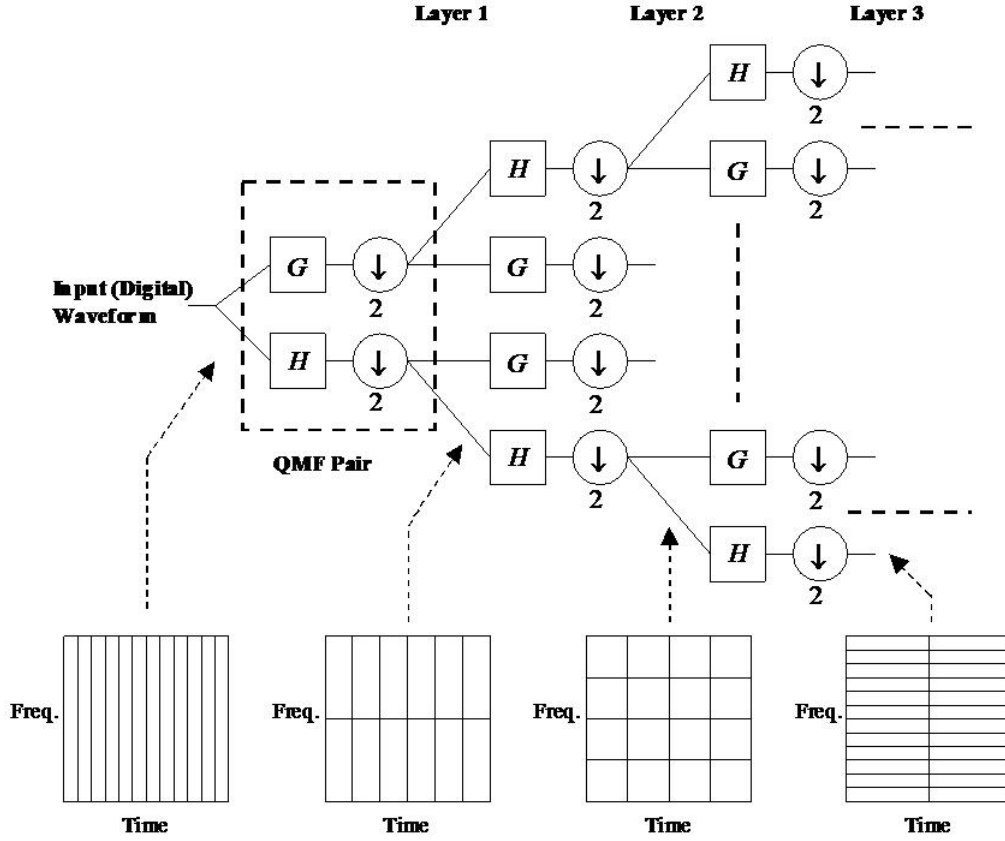 Layer 1 Layer 2 Layer 3
H ↓
2
H ↓ G ↓
2 2
G ↓ G ↓
2 2
Input (Digital)
Waveform
H ↓ G ↓
2 2
QMF Pair
H ↓ G ↓
2 2
H ↓
2
Freq. Freq. Freq. Freq.
Time Time Time Time